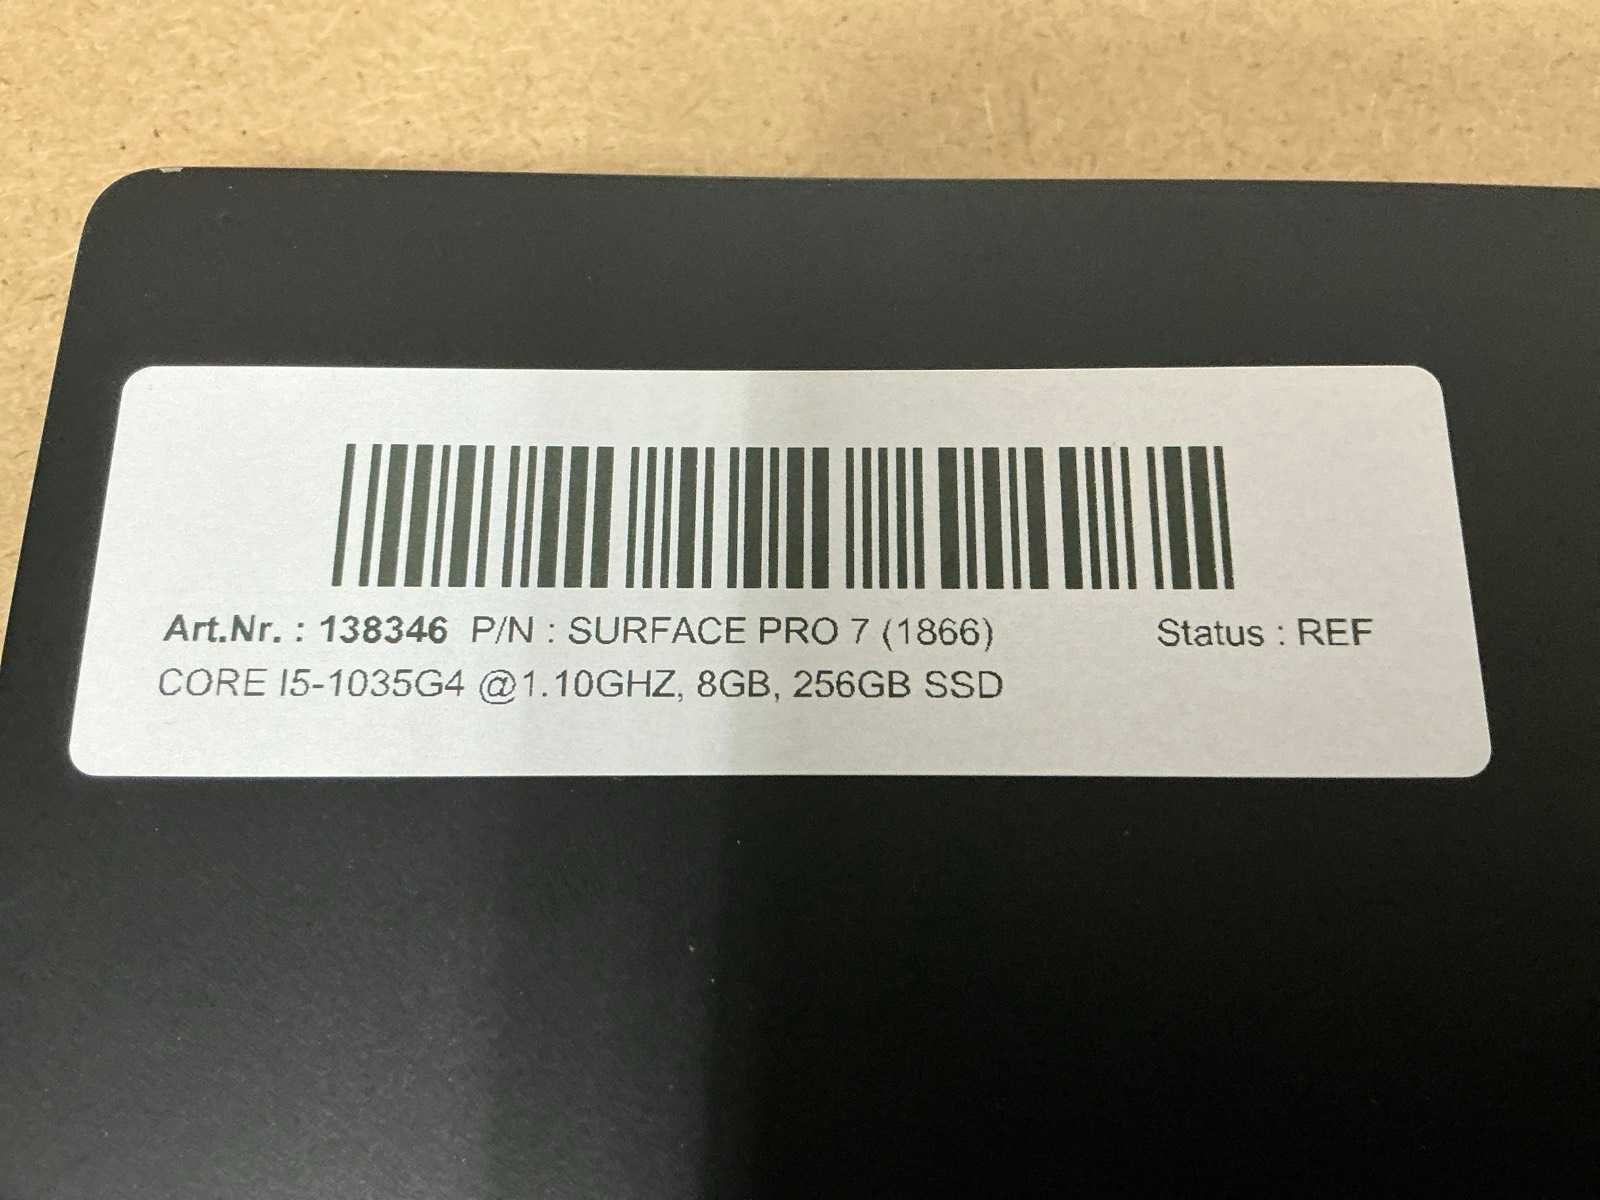 Art.Nr. : 138346 P/N : SURFACE PRO 7 (1866) Status : REF
CORE I5-1035G4 @1.10GHZ, 8GB, 256GB SSD